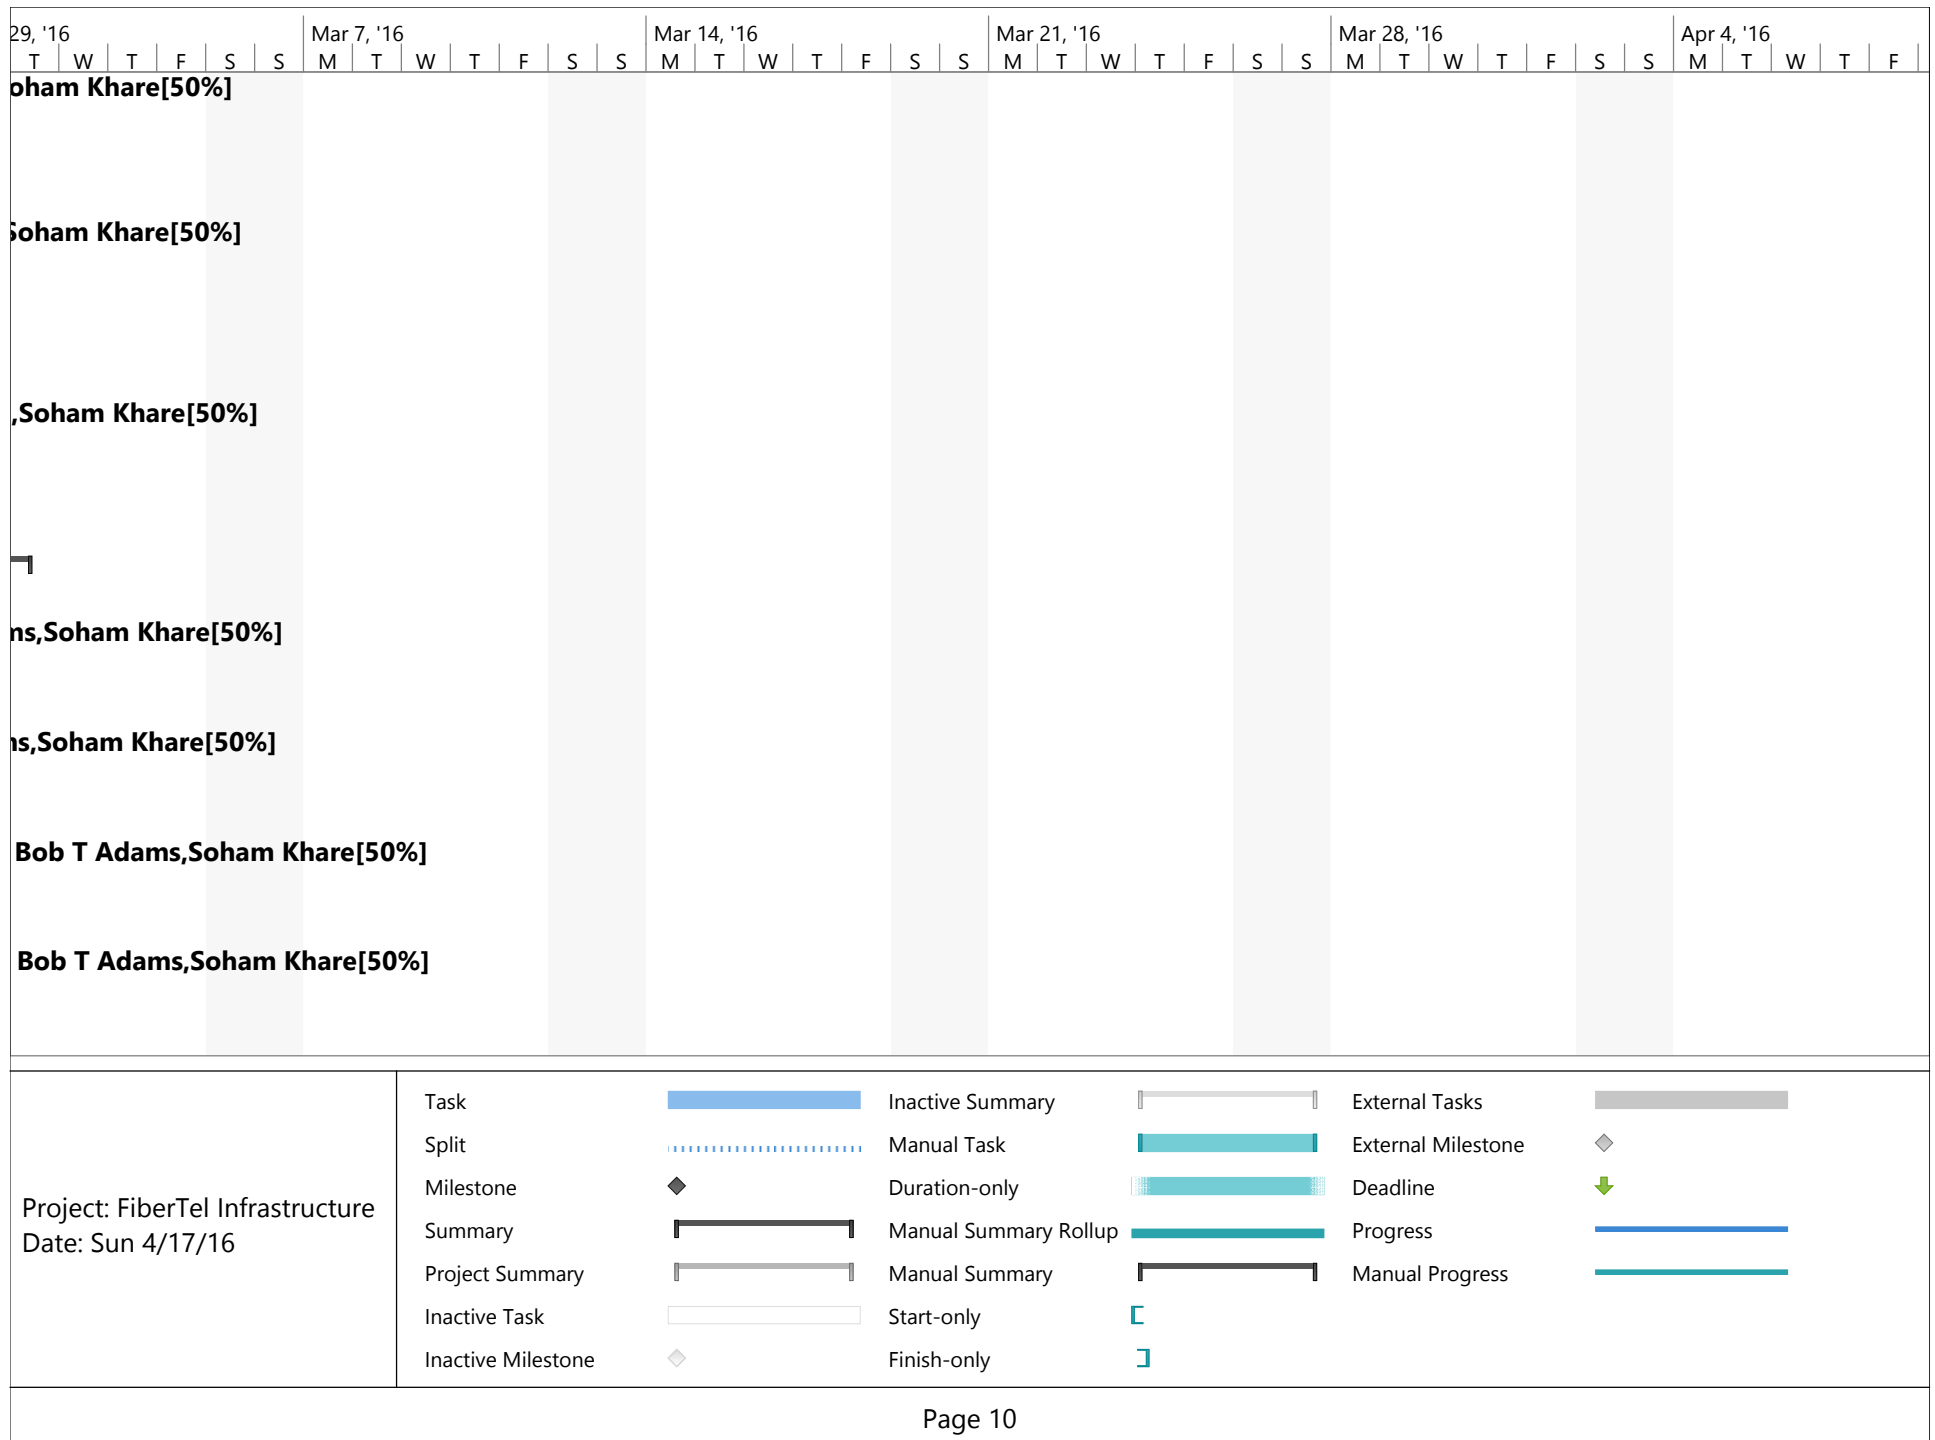 29, '16 Mar 7, '16 Mar 14, '16 Mar 21, '16 Mar 28, '16 Apr 4, '16
T W T F S S M T W T F S S M T W T F S S M T W T F S S M T W T F S S M T W T F
oham Khare[50%]
Soham Khare[50%]
,Soham Khare[50%]
ms,Soham Khare[50%]
ns,Soham Khare[50%]
Bob T Adams,Soham Khare[50%]
Bob T Adams,Soham Khare[50%]
Project: FiberTel Infrastructure
Date: Sun 4/17/16
Task
Split
Milestone
Summary
Project Summary
Inactive Task
Inactive Milestone
Inactive Summary
Manual Task
Duration-only
Manual Summary Rollup
Manual Summary
Start-only
Finish-only
External Tasks
External Milestone
Deadline
Progress
Manual Progress
Page 10